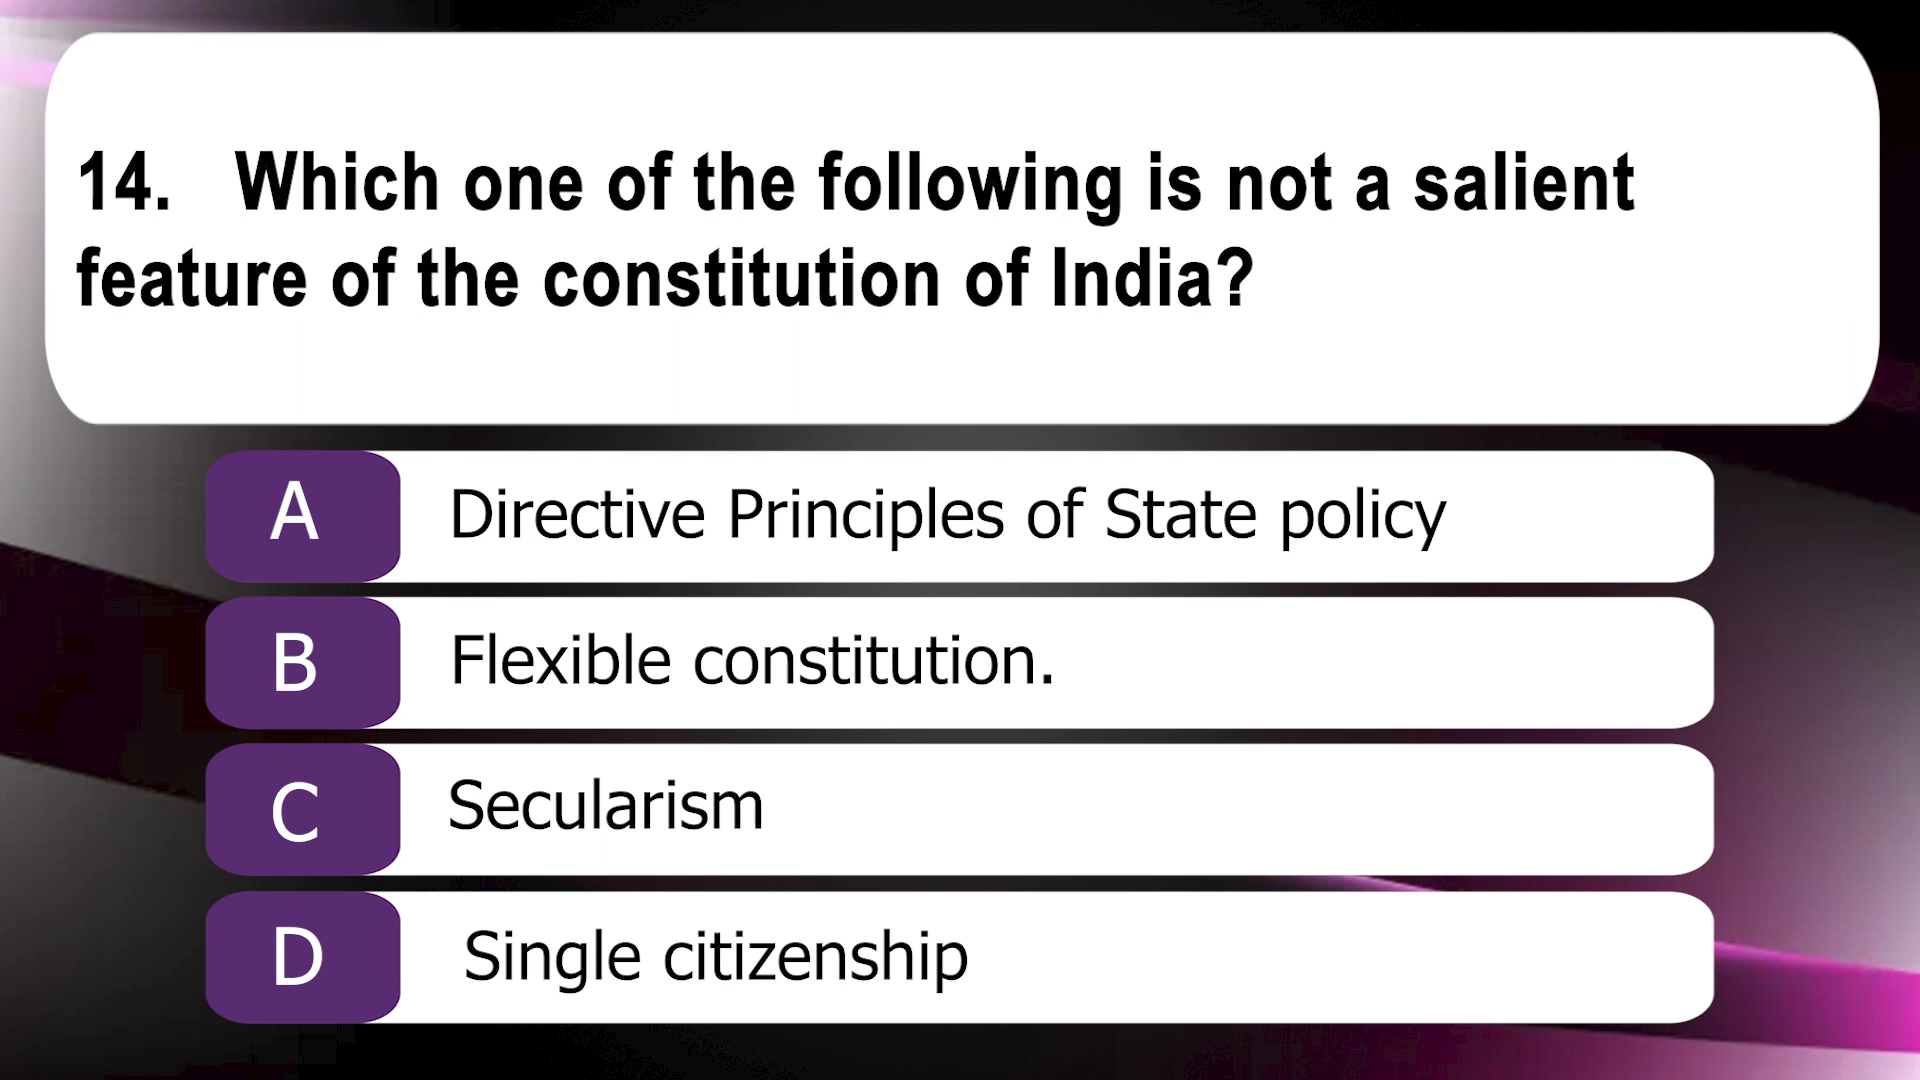 14. Which one of the following is not a salient
feature of the constitution of India?
A Directive Principles of State policy
B Flexible constitution.
C Secularism
D Single citizenship